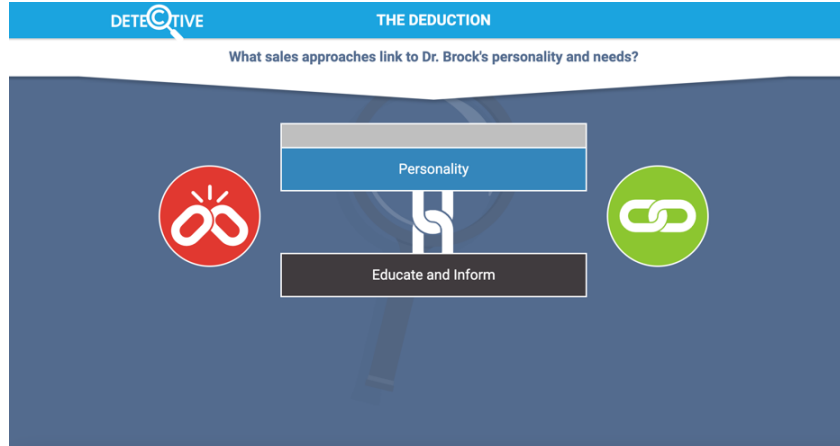 DETECTIVE
THE DEDUCTION
What sales approaches link to Dr. Brock's personality and needs?
Personality
Educate and Inform